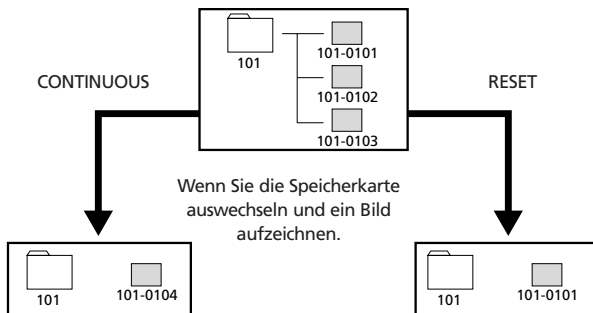 101
101-0101
101-0102
101-0103
CONTINUOUS
RESET
Wenn Sie die Speicherkarte
auswechseln und ein Bild
aufzeichnen.
101
101-0104
101
101-0101